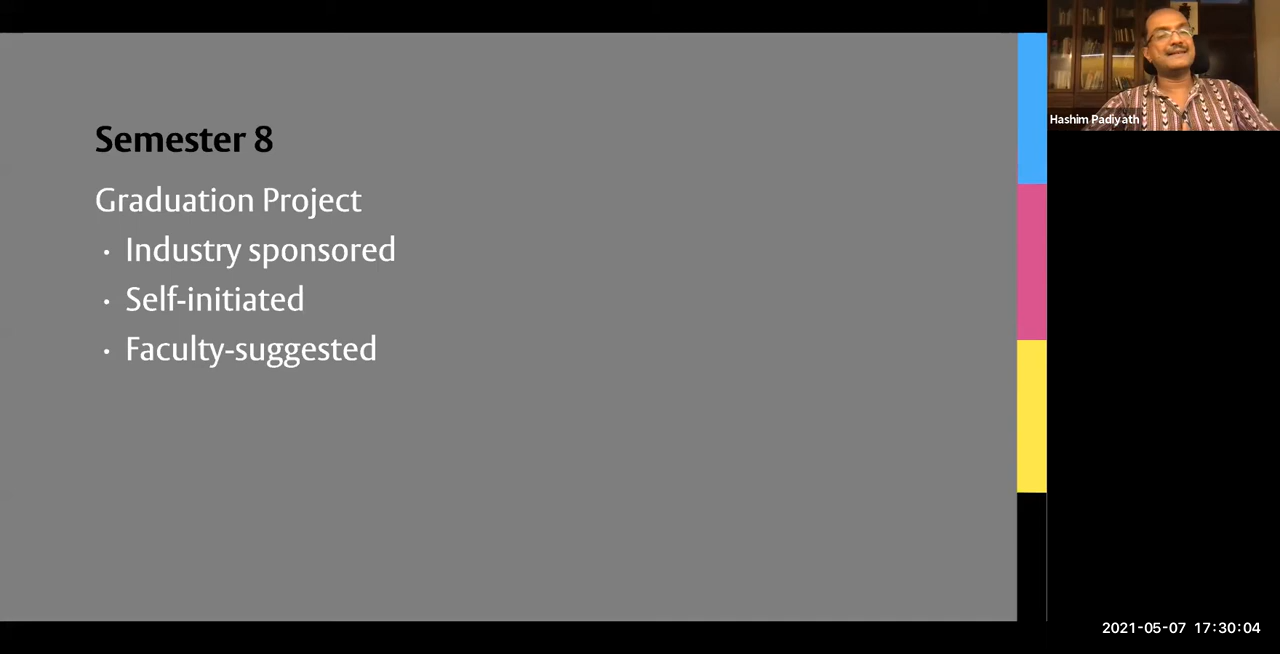 Semester 8
Graduation Project
• Industry sponsored
• Self-initiated
• Faculty-suggested
Hashim Padiyath
2021-05-07 17:30:04